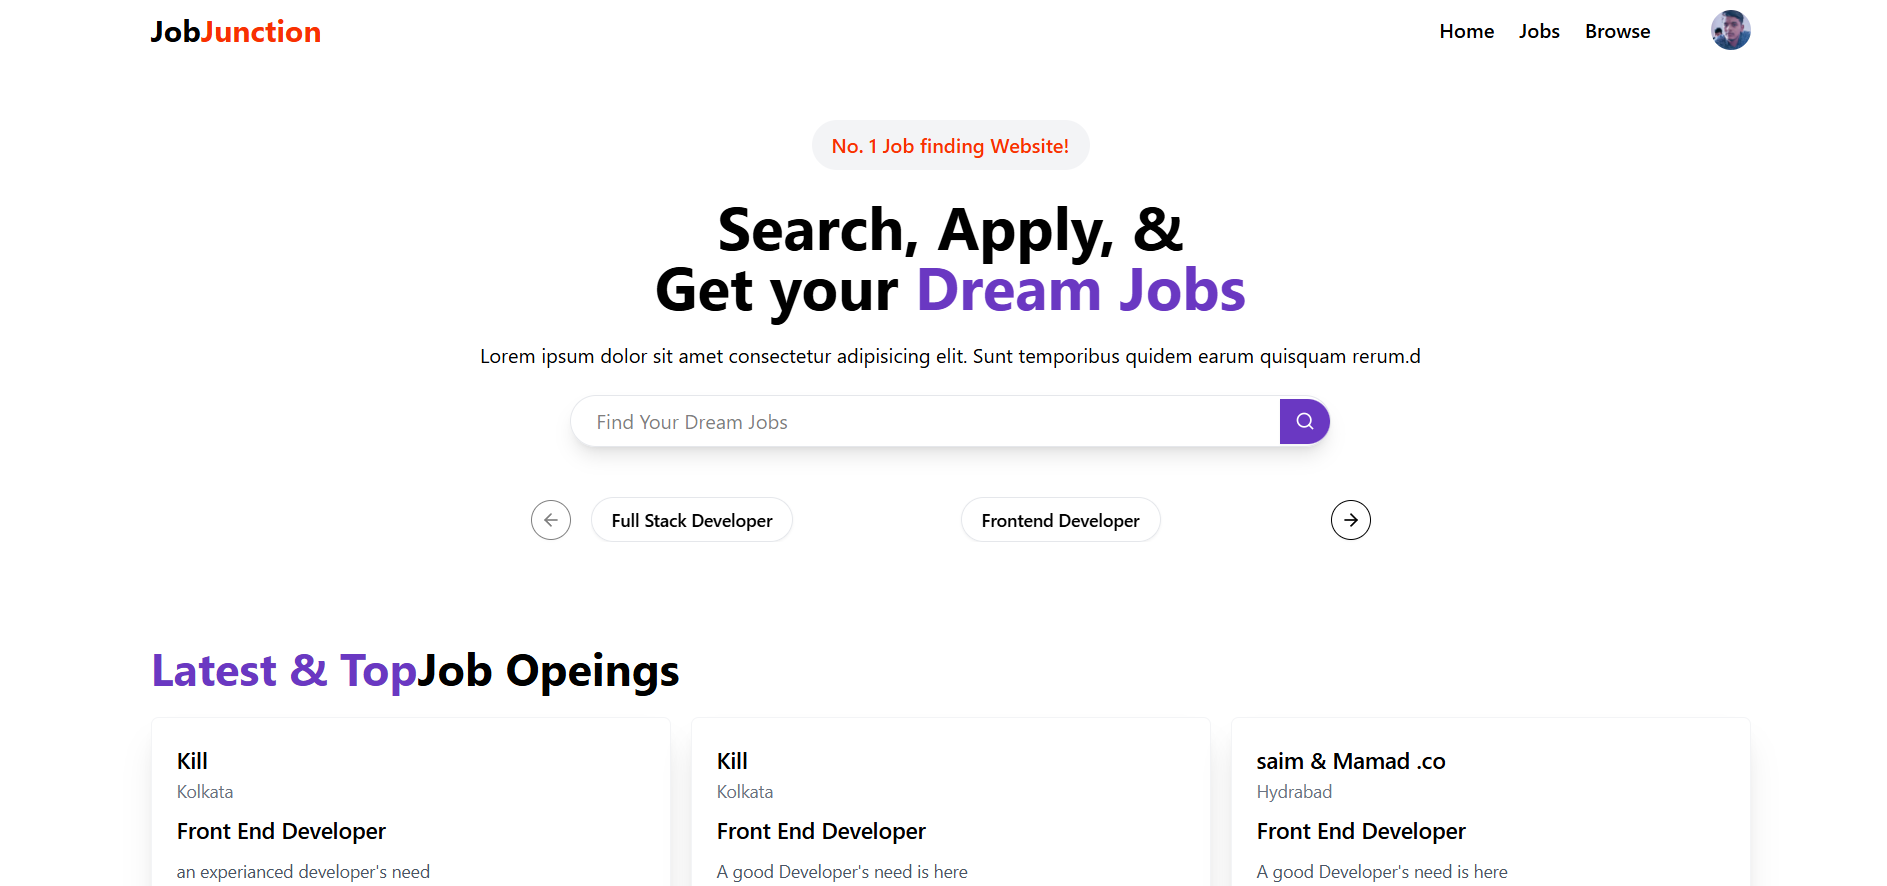 JobJunction
Home Jobs Browse
No. 1 Job finding Website!
Search, Apply, &
Get your Dream Jobs
Lorem ipsum dolor sit amet consectetur adipisicing elit. Sunt temporibus quidem earum quisquam rerum.d
Find Your Dream Jobs
Full Stack Developer
Frontend Developer
Latest & TopJob Opeings
Kill
Kolkata
Front End Developer
an experianced developer's need
Kill
Kolkata
Front End Developer
A good Developer's need is here
saim & Mamad .co
Hydrabad
Front End Developer
A good Developer's need is here